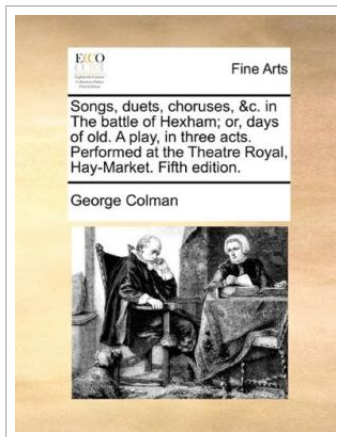 ECCO
Fine Arts
Songs, duets, choruses, &c. in
The battle of Hexham; or, days
of old. A play, in three acts.
Performed at the Theatre Royal,
Hay-Market. Fifth edition.
George Colman